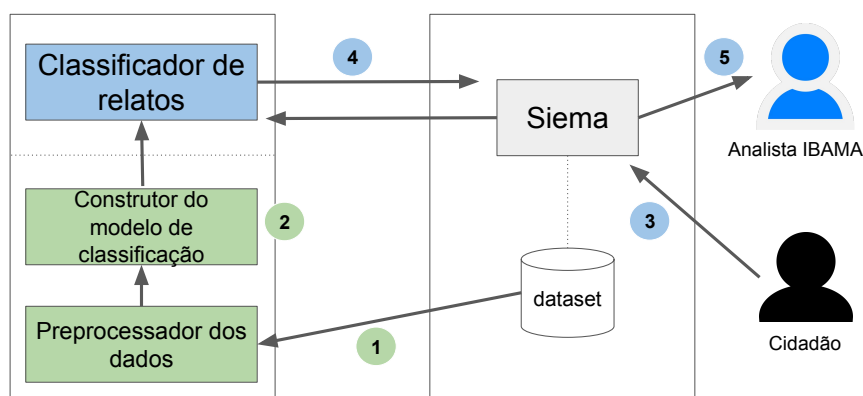 Classificador de
relatos
4
Siema
5
Analista IBAMA
Construtor do
modelo de
classificação
2
3
dataset
Preprocessador dos
dados
1
Cidadão